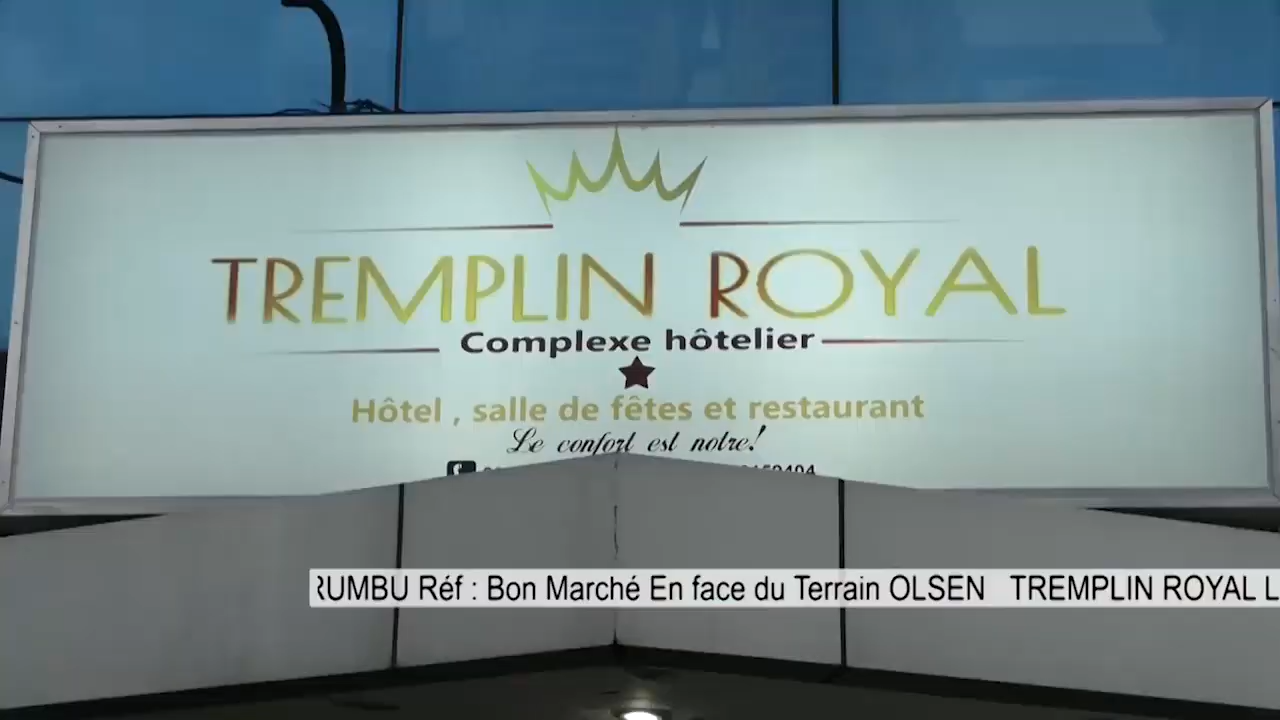 TREMPLIN ROYAL
Complexe hôtelier
Hôtel , salle de fêtes et restaurant
Le confort est notre!
RUMBU Réf : Bon Marché En face du Terrain OLSEN TREMPLIN ROYAL L